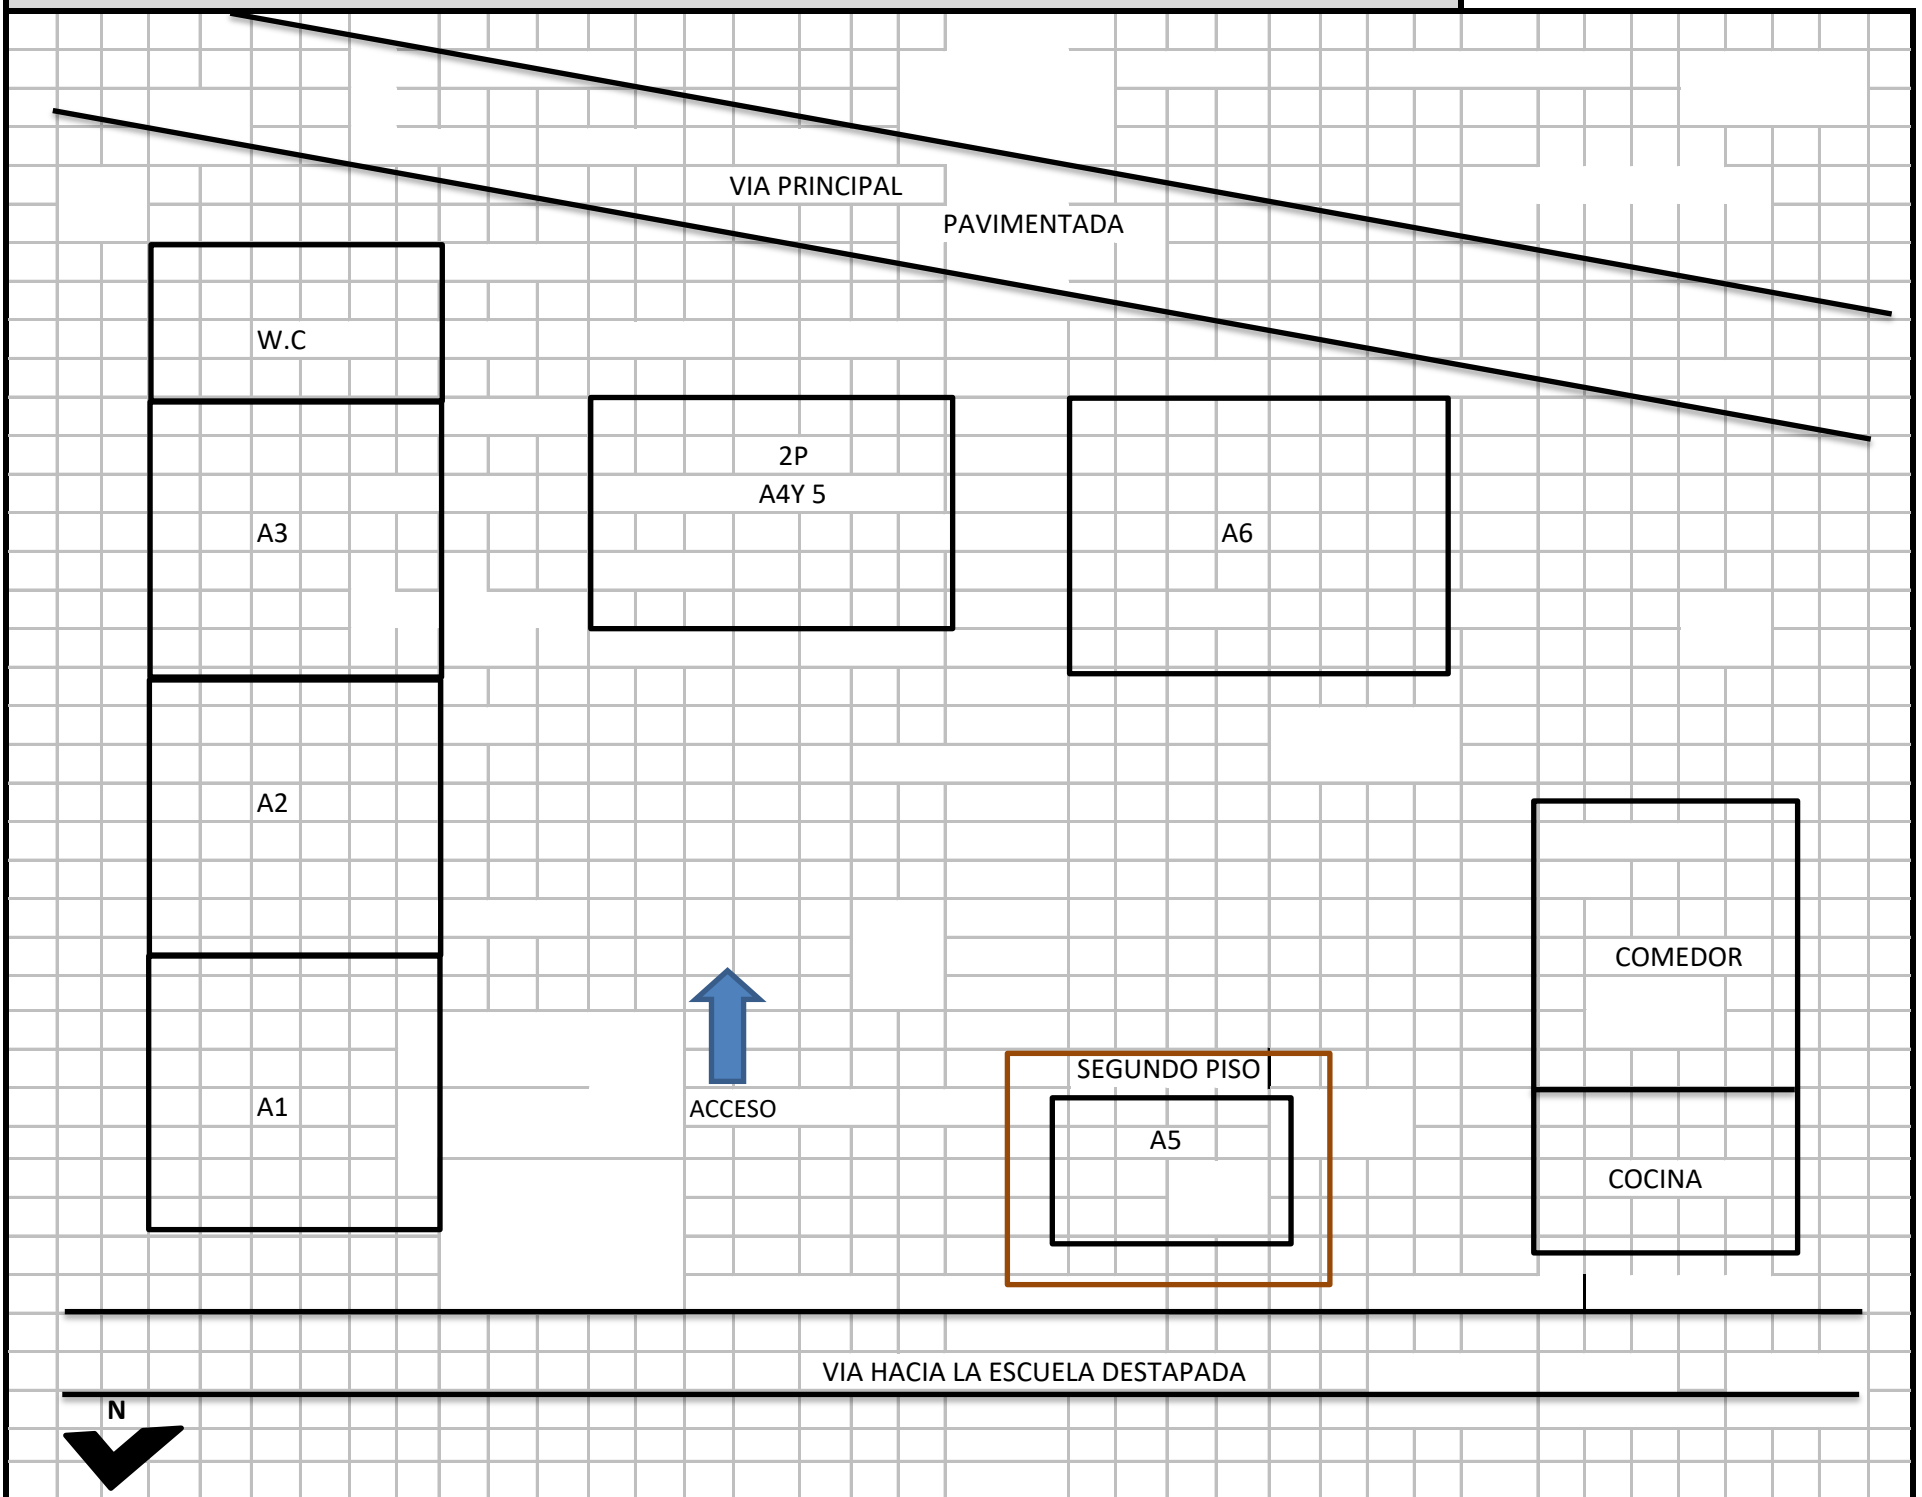 VIA PRINCIPAL
PAVIMENTADA
W.C
2P
A4Y 5
A3
A6
A2
COMEDOR
SEGUNDO PISO
A1
ACCESO
A5
COCINA
VIA HACIA LA ESCUELA DESTAPADA
N